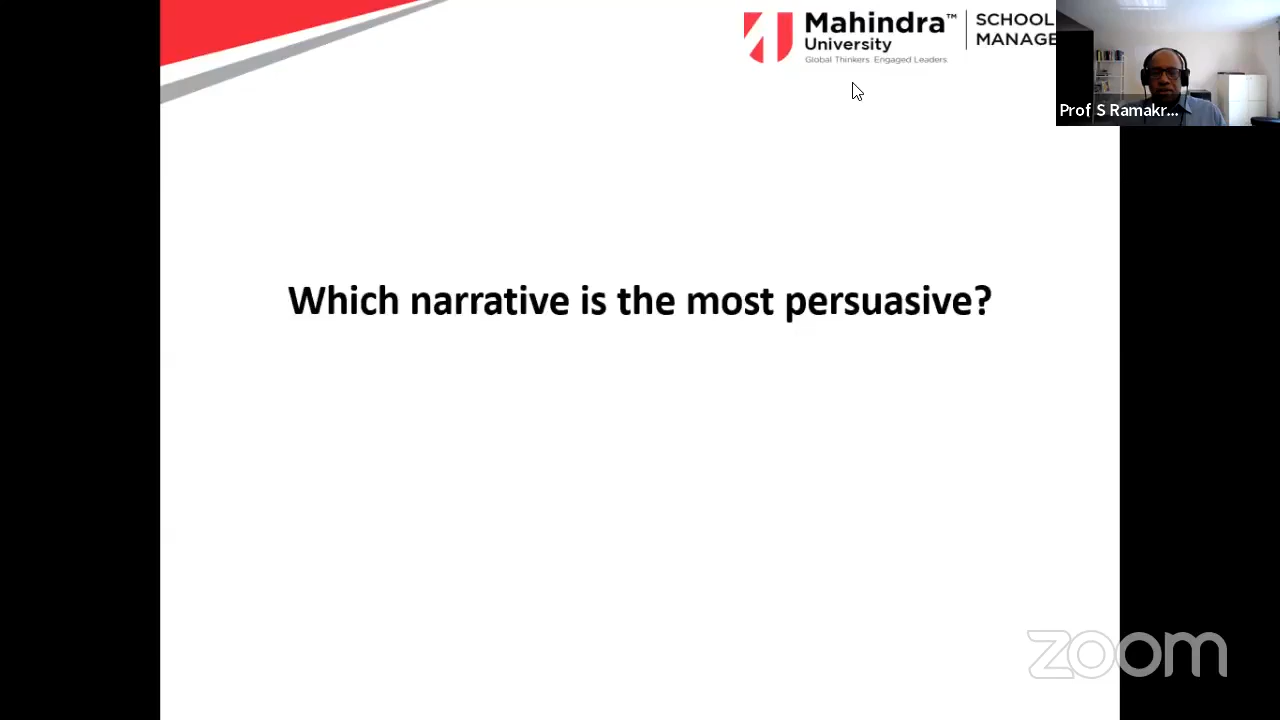 Mahindra™
University
Global Thinkers Engaged Leaders
SCHOOL
MANAGE
Prof S Ramakr...
Which narrative is the most persuasive?
zoom